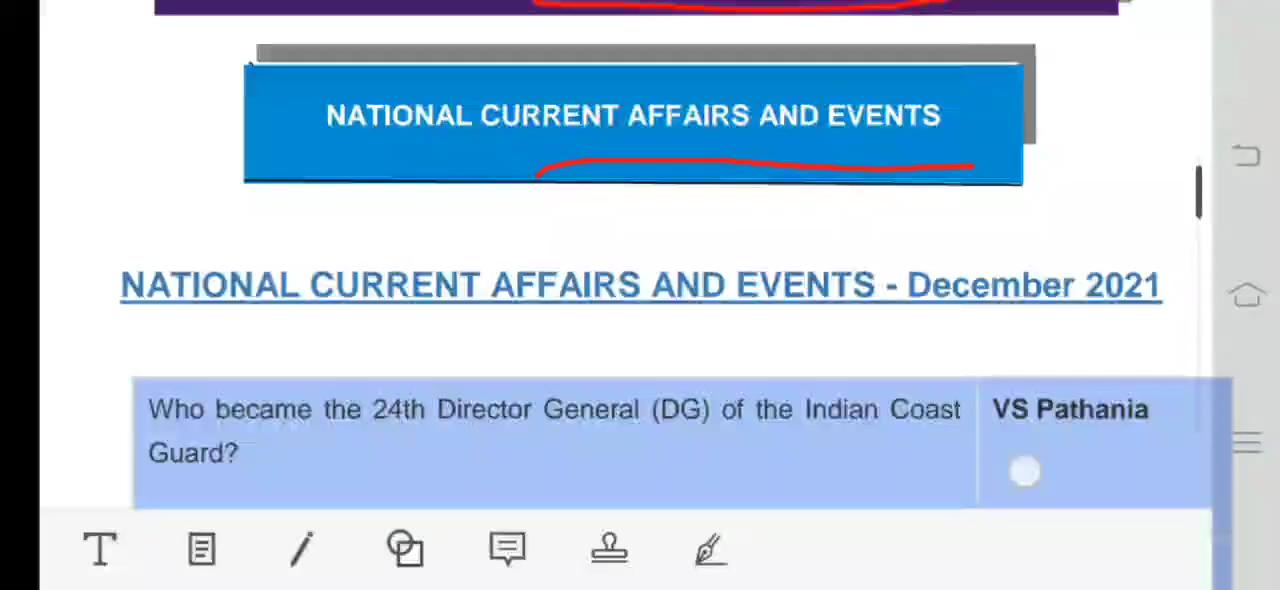 NATIONAL CURRENT AFFAIRS AND EVENTS
NATIONAL CURRENT AFFAIRS AND EVENTS - December 2021
Who became the 24th Director General (DG) of the Indian Coast
Guard?
VS Pathania
T